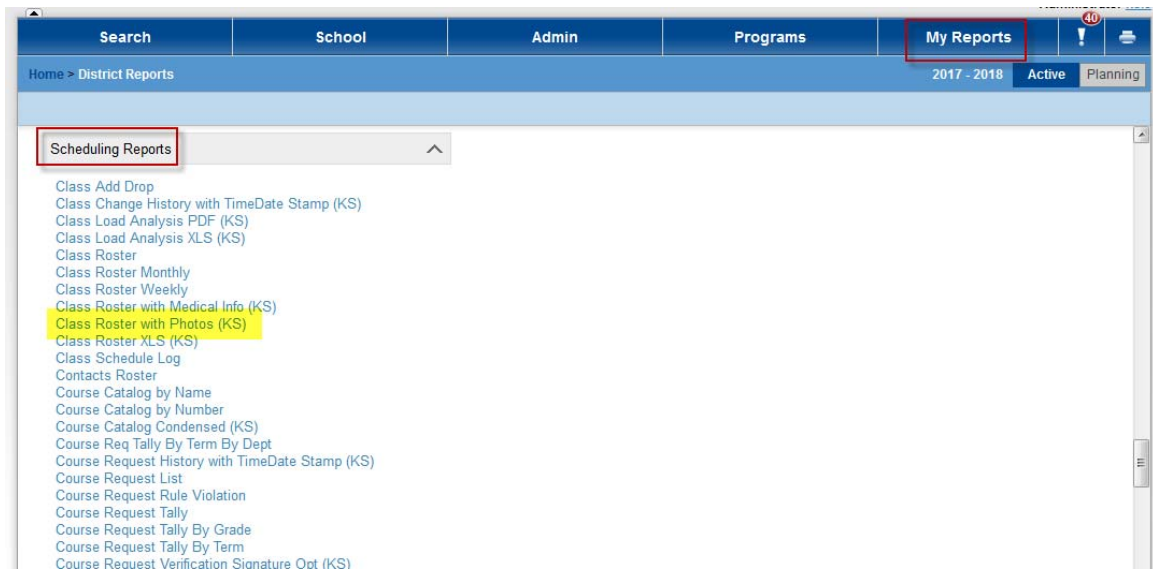 40
Search School Admin Programs My Reports !
Home > District Reports 2017 - 2018 Active Planning
Scheduling Reports
Class Add Drop
Class Change History with TimeDate Stamp (KS)
Class Load Analysis PDF (KS)
Class Load Analysis XLS (KS)
Class Roster
Class Roster Monthly
Class Roster Weekly
Class Roster with Medical Info (KS)
Class Roster with Photos (KS)
Class Roster XLS (KS)
Class Schedule Log
Contacts Roster
Course Catalog by Name
Course Catalog by Number
Course Catalog Condensed (KS)
Course Req Tally By Term By Dept
Course Request History with TimeDate Stamp (KS)
Course Request List
Course Request Rule Violation
Course Request Tally
Course Request Tally By Grade
Course Request Tally By Term
Course Request Verification Signature Opt (KS)